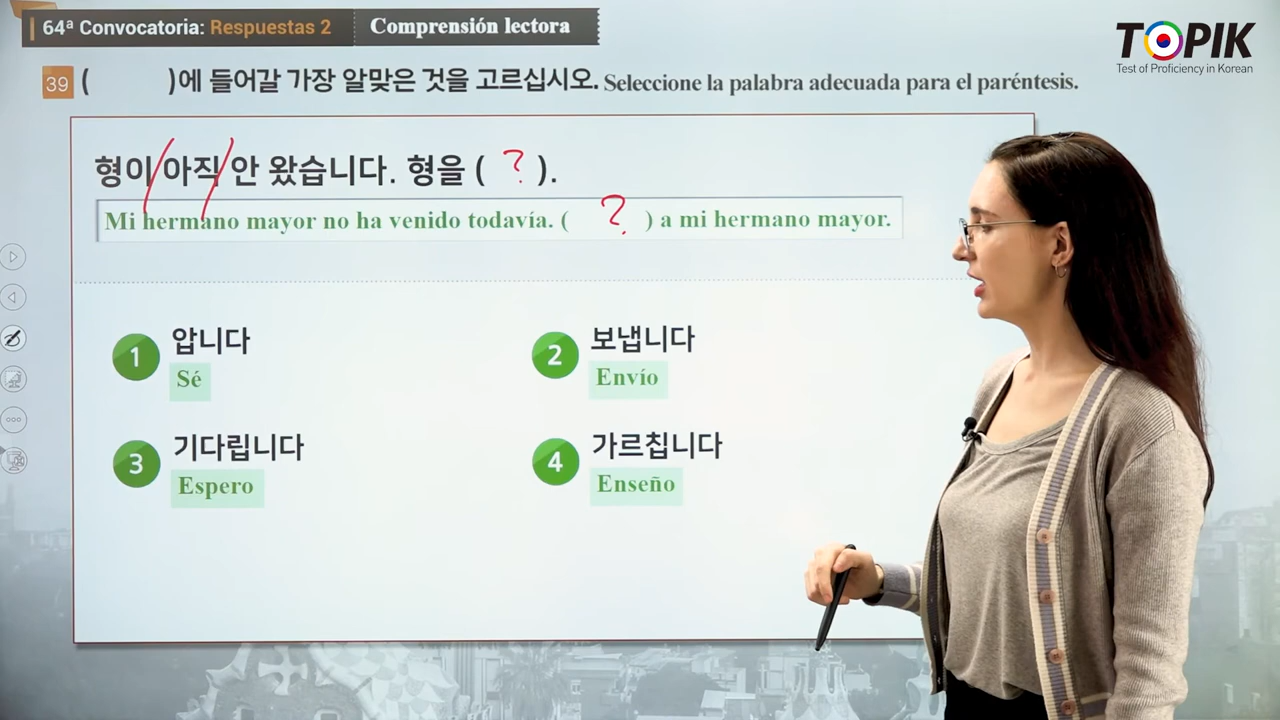 64ª Convocatoria: Respuestas 2 Comprensión lectora
TOPIK
Test of Proficiency in Korean
39 ( )에 들어갈 가장 알맞은 것을 고르십시오. Seleccione la palabra adecuada para el paréntesis.
형이 아직 안 왔습니다. 형을 ( ? ).
Mi hermano mayor no ha venido todavía. ( ? ) a mi hermano mayor.
1 압니다
Sé
2 보냅니다
Envío
3 기다립니다
Espero
4 가르칩니다
Enseño